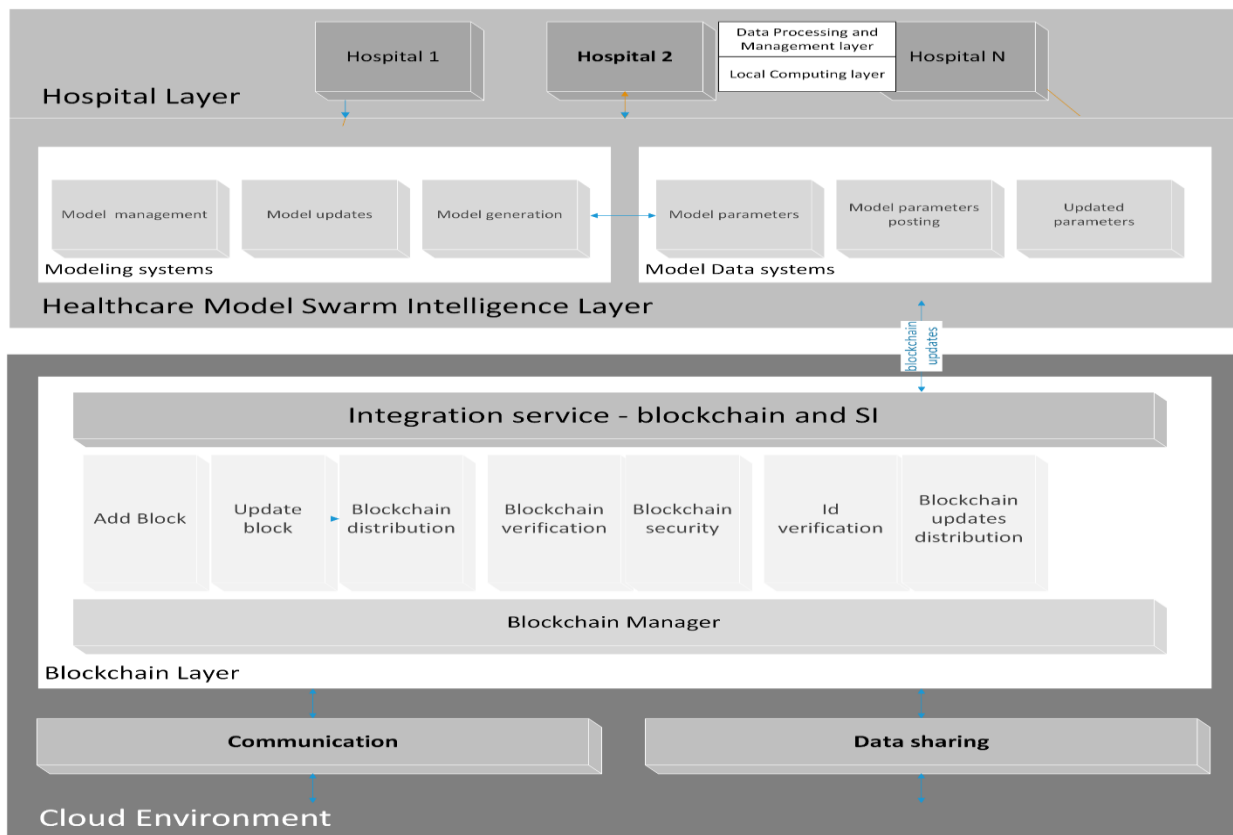 Hospital 1
Hospital 2
Data Processing and
Management layer
Local Computing layer
Hospital N
Hospital Layer
Model  management
Model updates
Model generation
Modeling systems
Model parameters
Model parameters
posting
Updated
parameters
Model Data systems
Healthcare Model Swarm Intelligence Layer
blockchain
updates
Integration service - blockchain and SI
Add Block
Update
block
Blockchain
distribution
Blockchain
verification
Blockchain
security
Id
verification
Blockchain
updates
distribution
Blockchain Manager
Blockchain Layer
Communication
Data sharing
Cloud Environment